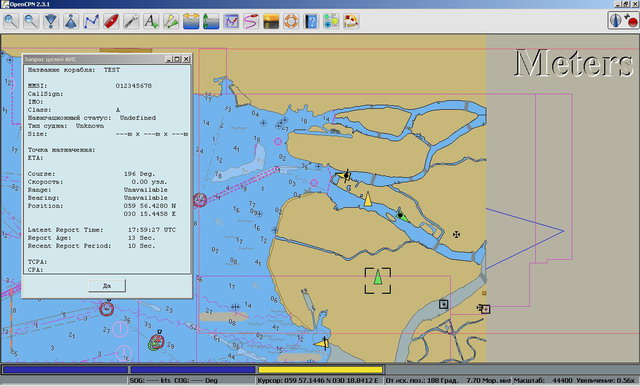 OpenCPN 2.3.1
Meters
Запрос целей АИС
Название корабля: TEST
MMSI: 012345678
CallSign:
IMO:
Class: A
Навигационный статус: Undefined
Тип судна: Unknown
Size: ---m x ---m x ---m
Точка назначения:
ETA:
Course: 196 Deg.
Скорость: 0.00 узл.
Range: Unavailable
Bearing: Unavailable
Position: 059 56.4280 N
030 15.4458 E
Latest Report Time: 17:59:27 UTC
Report Age: 13 Sec.
Recent Report Period: 10 Sec.
TCPA:
CPA:
Да
SOG: ----- kts COG: ----- Deg
Курсор: 059 57.1446 N 030 18.8412 E
От исх. поз.: 188 Град. 7.70 Мор. мил
Масштаб: 44400 Увеличение: 0.56x